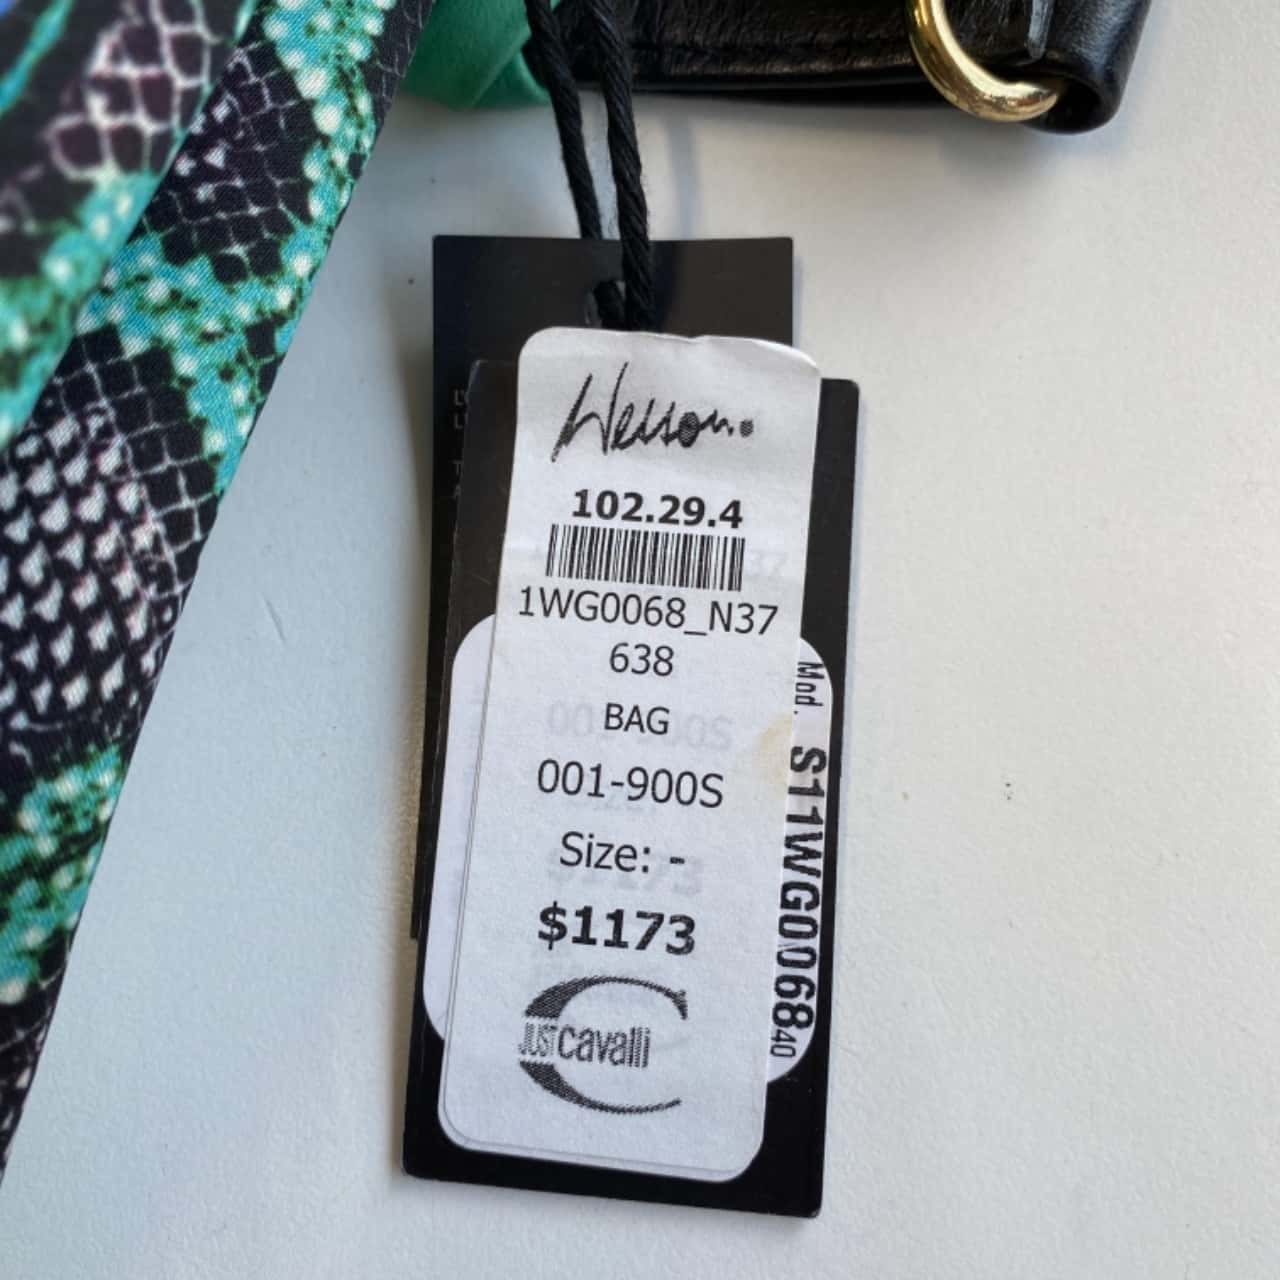 Wesson.
102.29.4
1WG0068_N37
638
BAG
001-900S
Size: -
$1173
JUST cavalli
Mod. S11WG0068
40